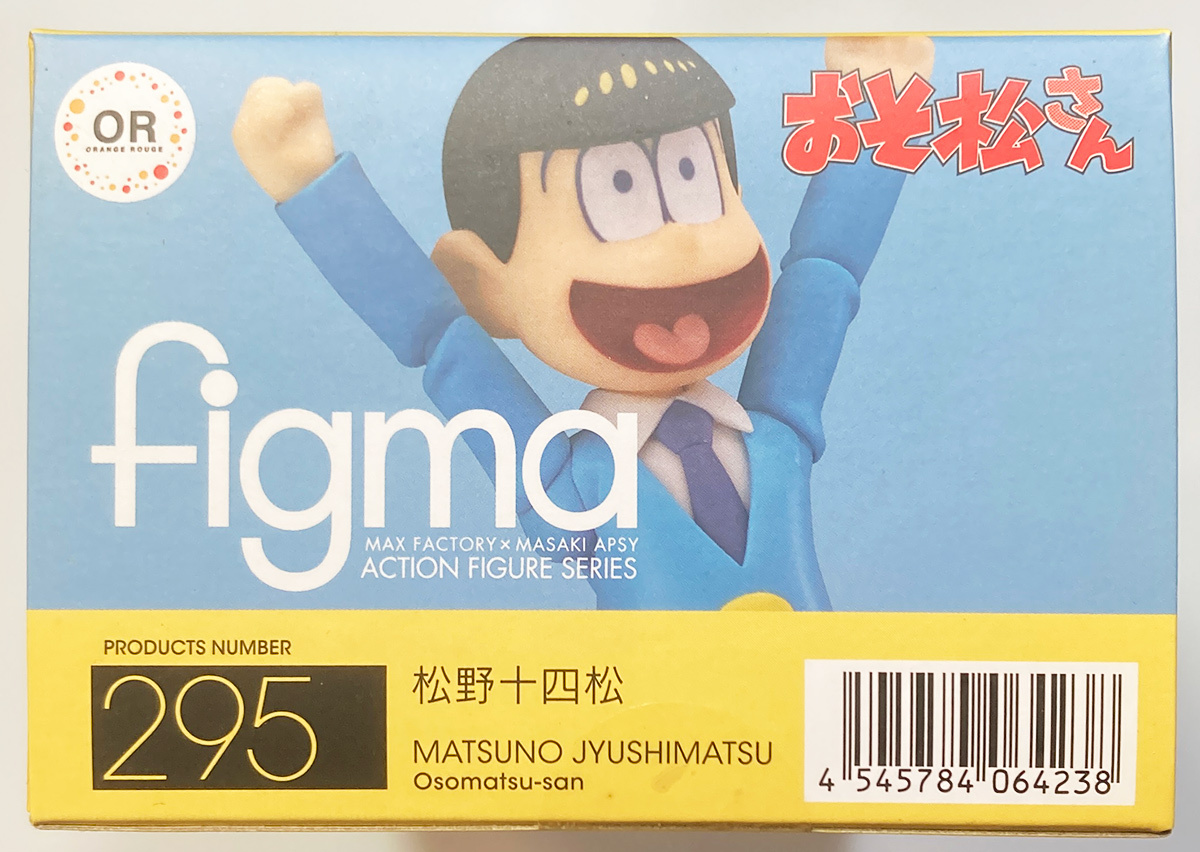 OR
ORANGE ROUGE
おそ松さん
figma
MAX FACTORY×MASAKI APSY
ACTION FIGURE SERIES
PRODUCTS NUMBER
295
松野十四松
MATSUNO JYUSHIMATSU
Osomatsu-san
4 545784 064238